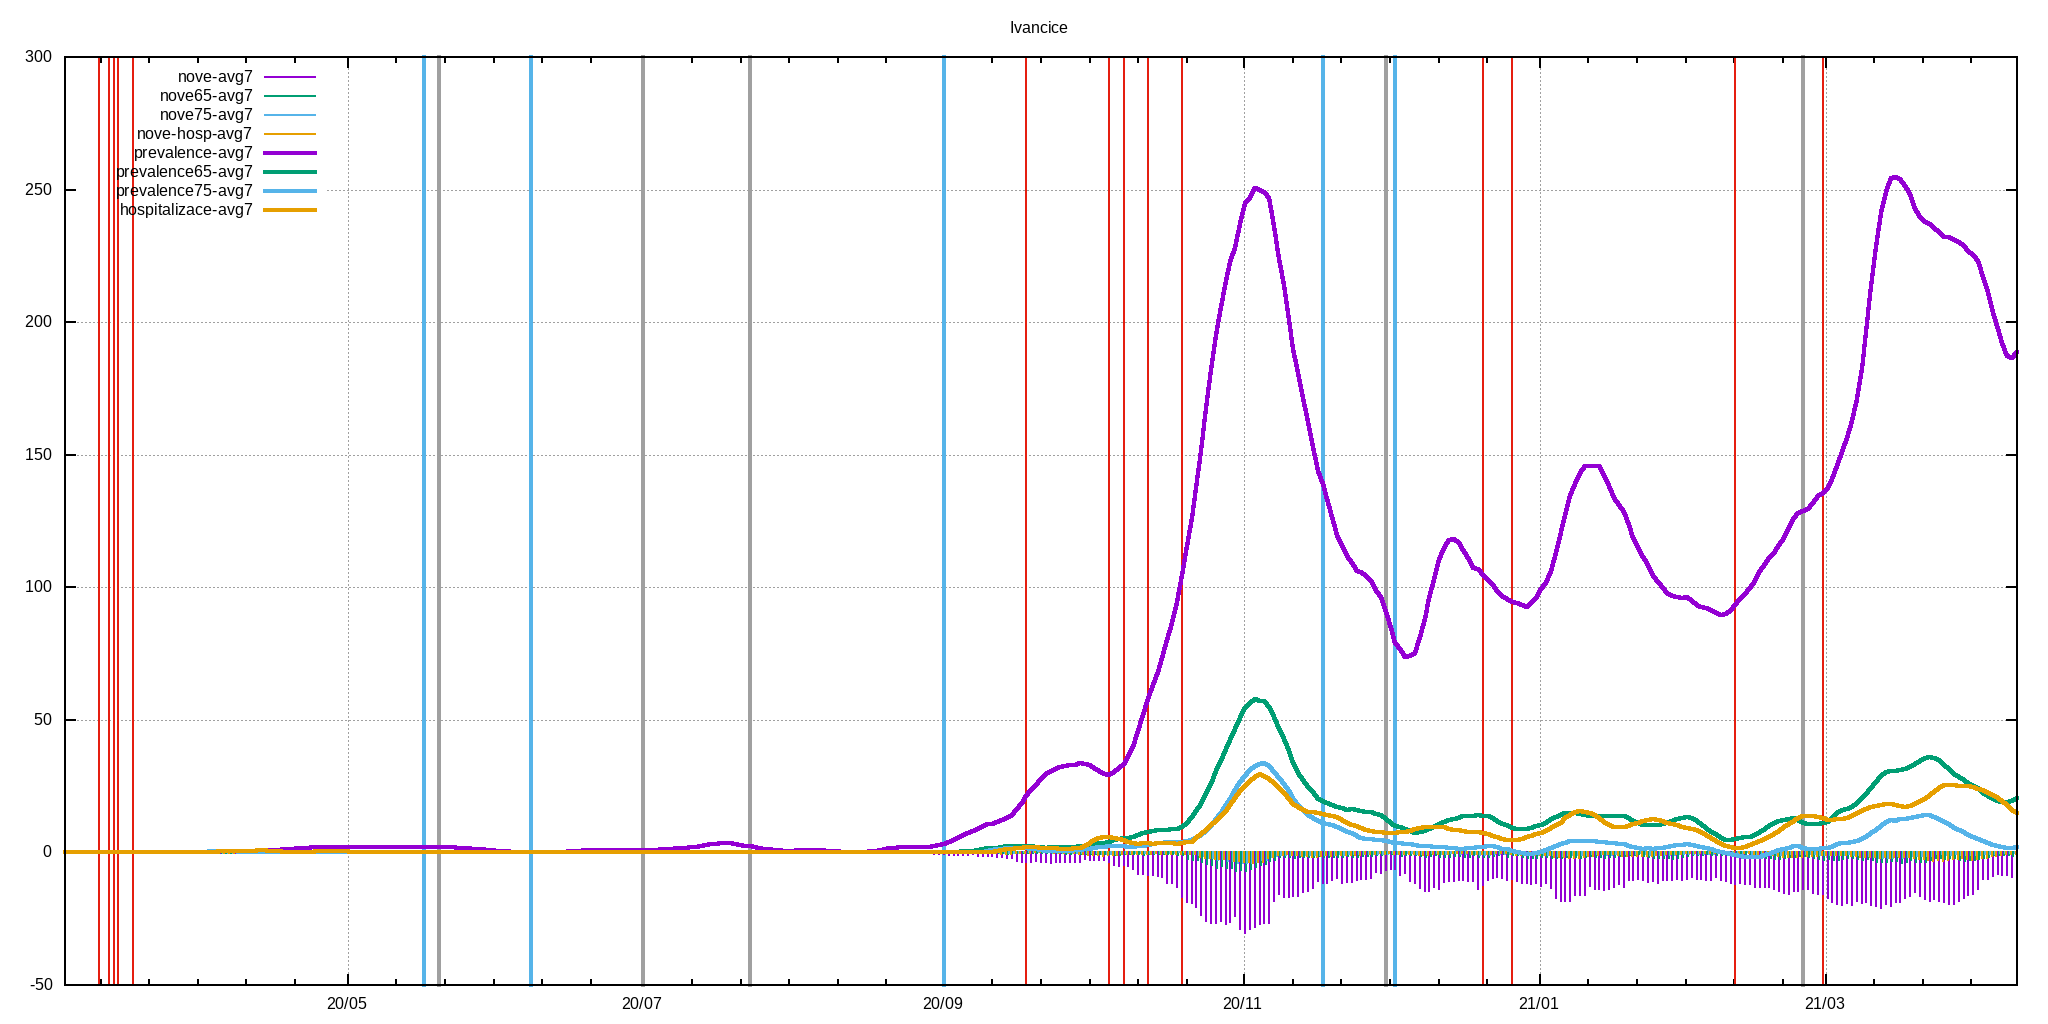 Ivancice
300
250
200
150
100
50
0
-50
nove-avg7
nove65-avg7
nove75-avg7
nove-hosp-avg7
prevalence-avg7
prevalence65-avg7
prevalence75-avg7
hospitalizace-avg7
20/05 20/07 20/09 20/11 21/01 21/03